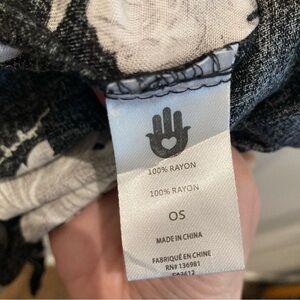 100% RAYON
100% RAYON
OS
MADE IN CHINA
FABRIQUÉ EN CHINE
RN# 136981